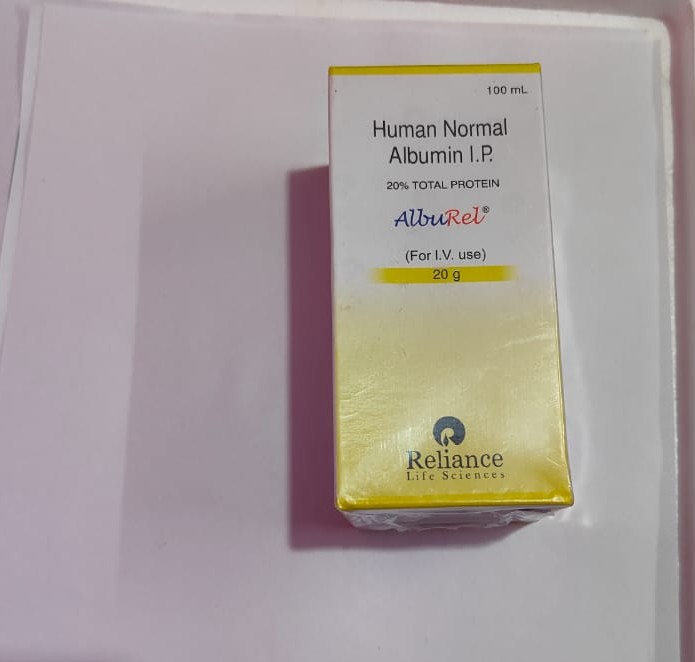 100 mL
Human Normal
Albumin I.P.
20% TOTAL PROTEIN
AlbuRel®
(For I.V. use)
20 g
Reliance
Life Sciences